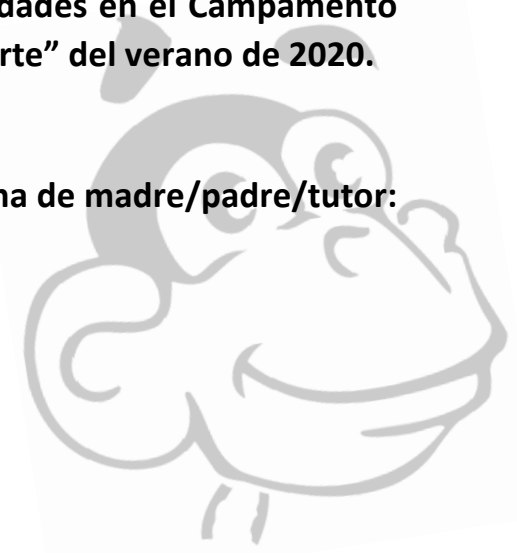 dades en el Campamento
rte” del verano de 2020.
na de madre/padre/tutor: